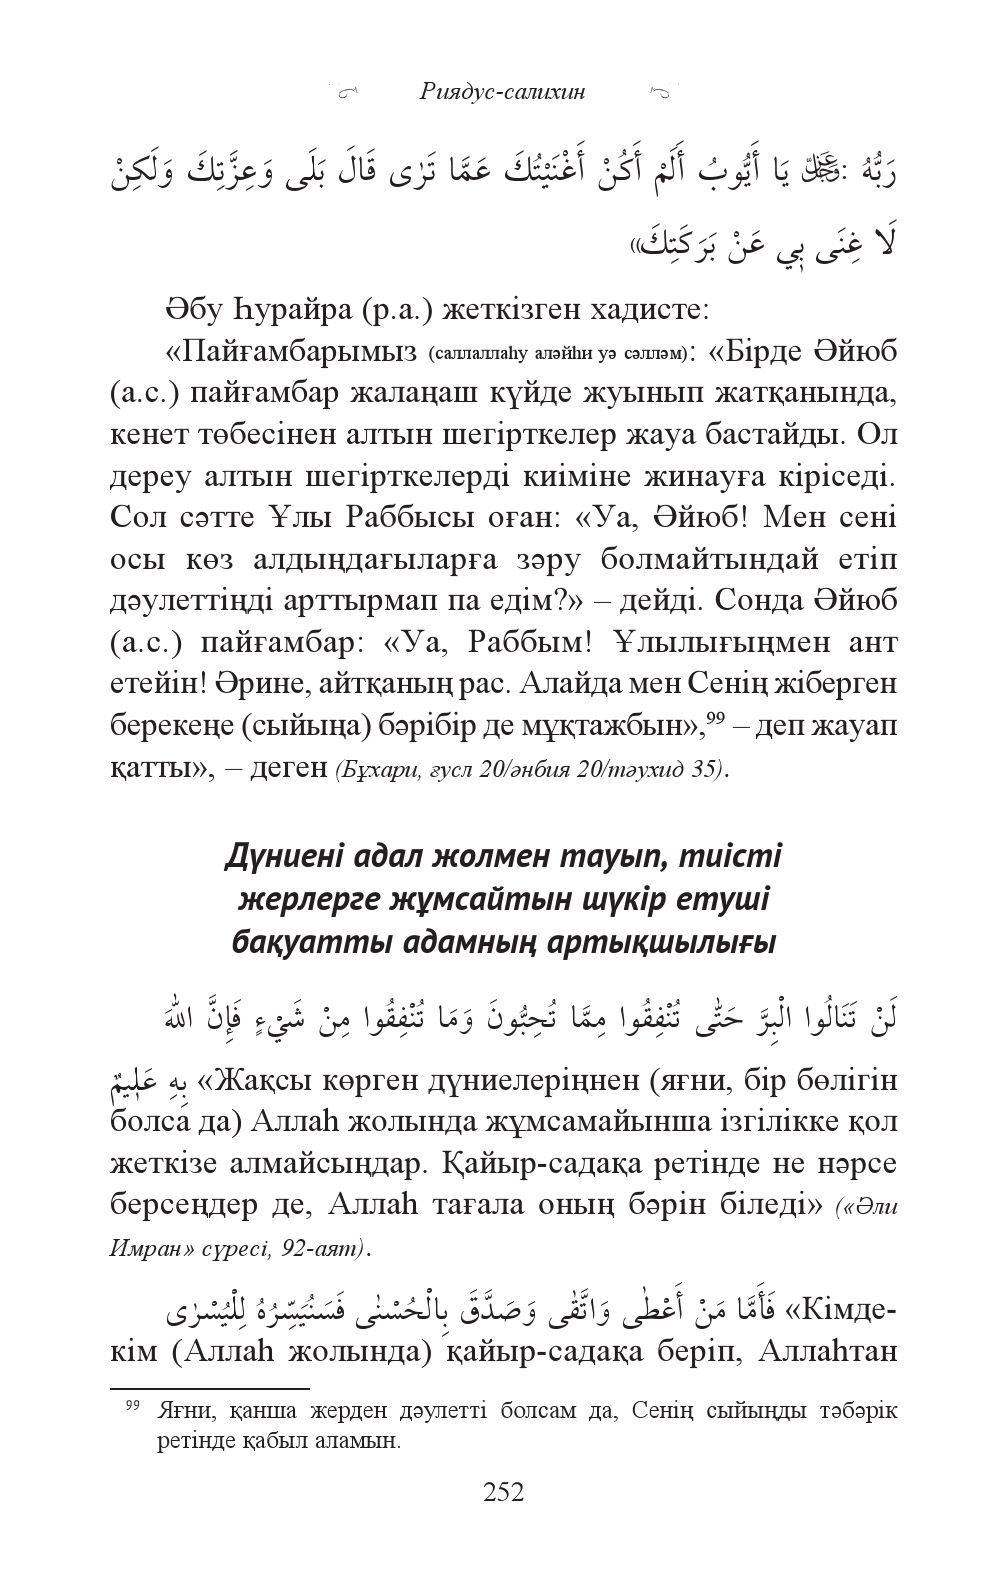 Риядус-салихин
رَبُّهُ ﷿: يَا أَيُّوبُ أَلَمْ أَكُنْ أَغْنَيْتُكَ عَمَّا تَرٰى قَالَ بَلَى وَعِزَّتِكَ وَلَكِنْ
لَا غِنَى بِي عَنْ بَرَكَتِكَ»
Әбу Һурайра (р.а.) жеткізген хадисте:
«Пайғамбарымыз (саллаллаһу аләйһи уә сәлләм): «Бірде Әйюб
(а.с.) пайғамбар жалаңаш күйде жуынып жатқанында,
кенет төбесінен алтын шегірткелер жауа бастайды. Ол
дереу алтын шегірткелерді киіміне жинауға кіріседі.
Сол сәтте Ұлы Раббысы оған: «Уа, Әйюб! Мен сені
осы көз алдыңдағыларға зәру болмайтындай етіп
дәулеттіңді арттырмап па едім?» – дейді. Сонда Әйюб
(а.с.) пайғамбар: «Уа, Раббым! Ұлылығыңмен ант
етейін! Әрине, айтқаның рас. Алайда мен Сенің жіберген
берекеңе (сыйыңа) бәрібір де мұқтажбын»,⁹⁹ – деп жауап
қатты», – деген (Бұхари, ғусл 20/әнбия 20/тәухид 35).
Дүниені адал жолмен тауып, тиісті
жерлерге жұмсайтын шүкір етуші
бақуатты адамның артықшылығы
لَنْ تَنَالُوا الْبِرَّ حَتّٰى تُنْفِقُوا مِمَّا تُحِبُّونَ وَمَا تُنْفِقُوا مِنْ شَيْءٍ فَإِنَّ اللّٰهَ
بِهِ عَلِيمٌ «Жақсы көрген дүниелеріңнен (яғни, бір бөлігін
болса да) Аллаһ жолында жұмсамайынша ізгілікке қол
жеткізе алмайсыңдар. Қайыр-садақа ретінде не нәрсе
берсеңдер де, Аллаһ тағала оның бәрін біледі» («Әли
Имран» сүресі, 92-аят).
فَأَمَّا مَنْ أَعْطٰى وَاتَّقٰى وَصَدَّقَ بِالْحُسْنٰى فَسَنُيَسِّرُهُ لِلْيُسْرٰى «Кімде-
кім (Аллаһ жолында) қайыр-садақа беріп, Аллаһтан
⁹⁹ Яғни, қанша жерден дәулетті болсам да, Сенің сыйыңды тәбәрік
ретінде қабыл аламын.
252